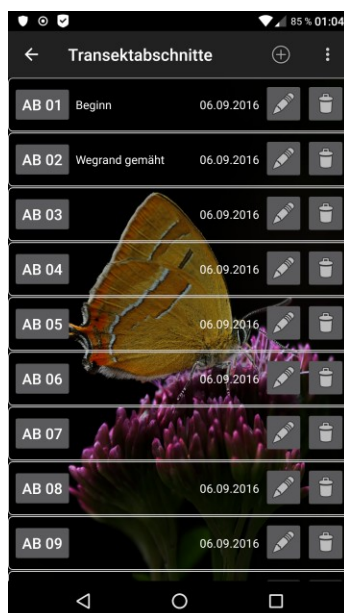 85 % 01:04
Transektabschnitte
AB 01 Beginn 06.09.2016
AB 02 Wegrand gemäht 06.09.2016
AB 03 06.09.2016
AB 04 06.09.2016
AB 05 06.09.2016
AB 06 06.09.2016
AB 07 06.09.2016
AB 08 06.09.2016
AB 09 06.09.2016